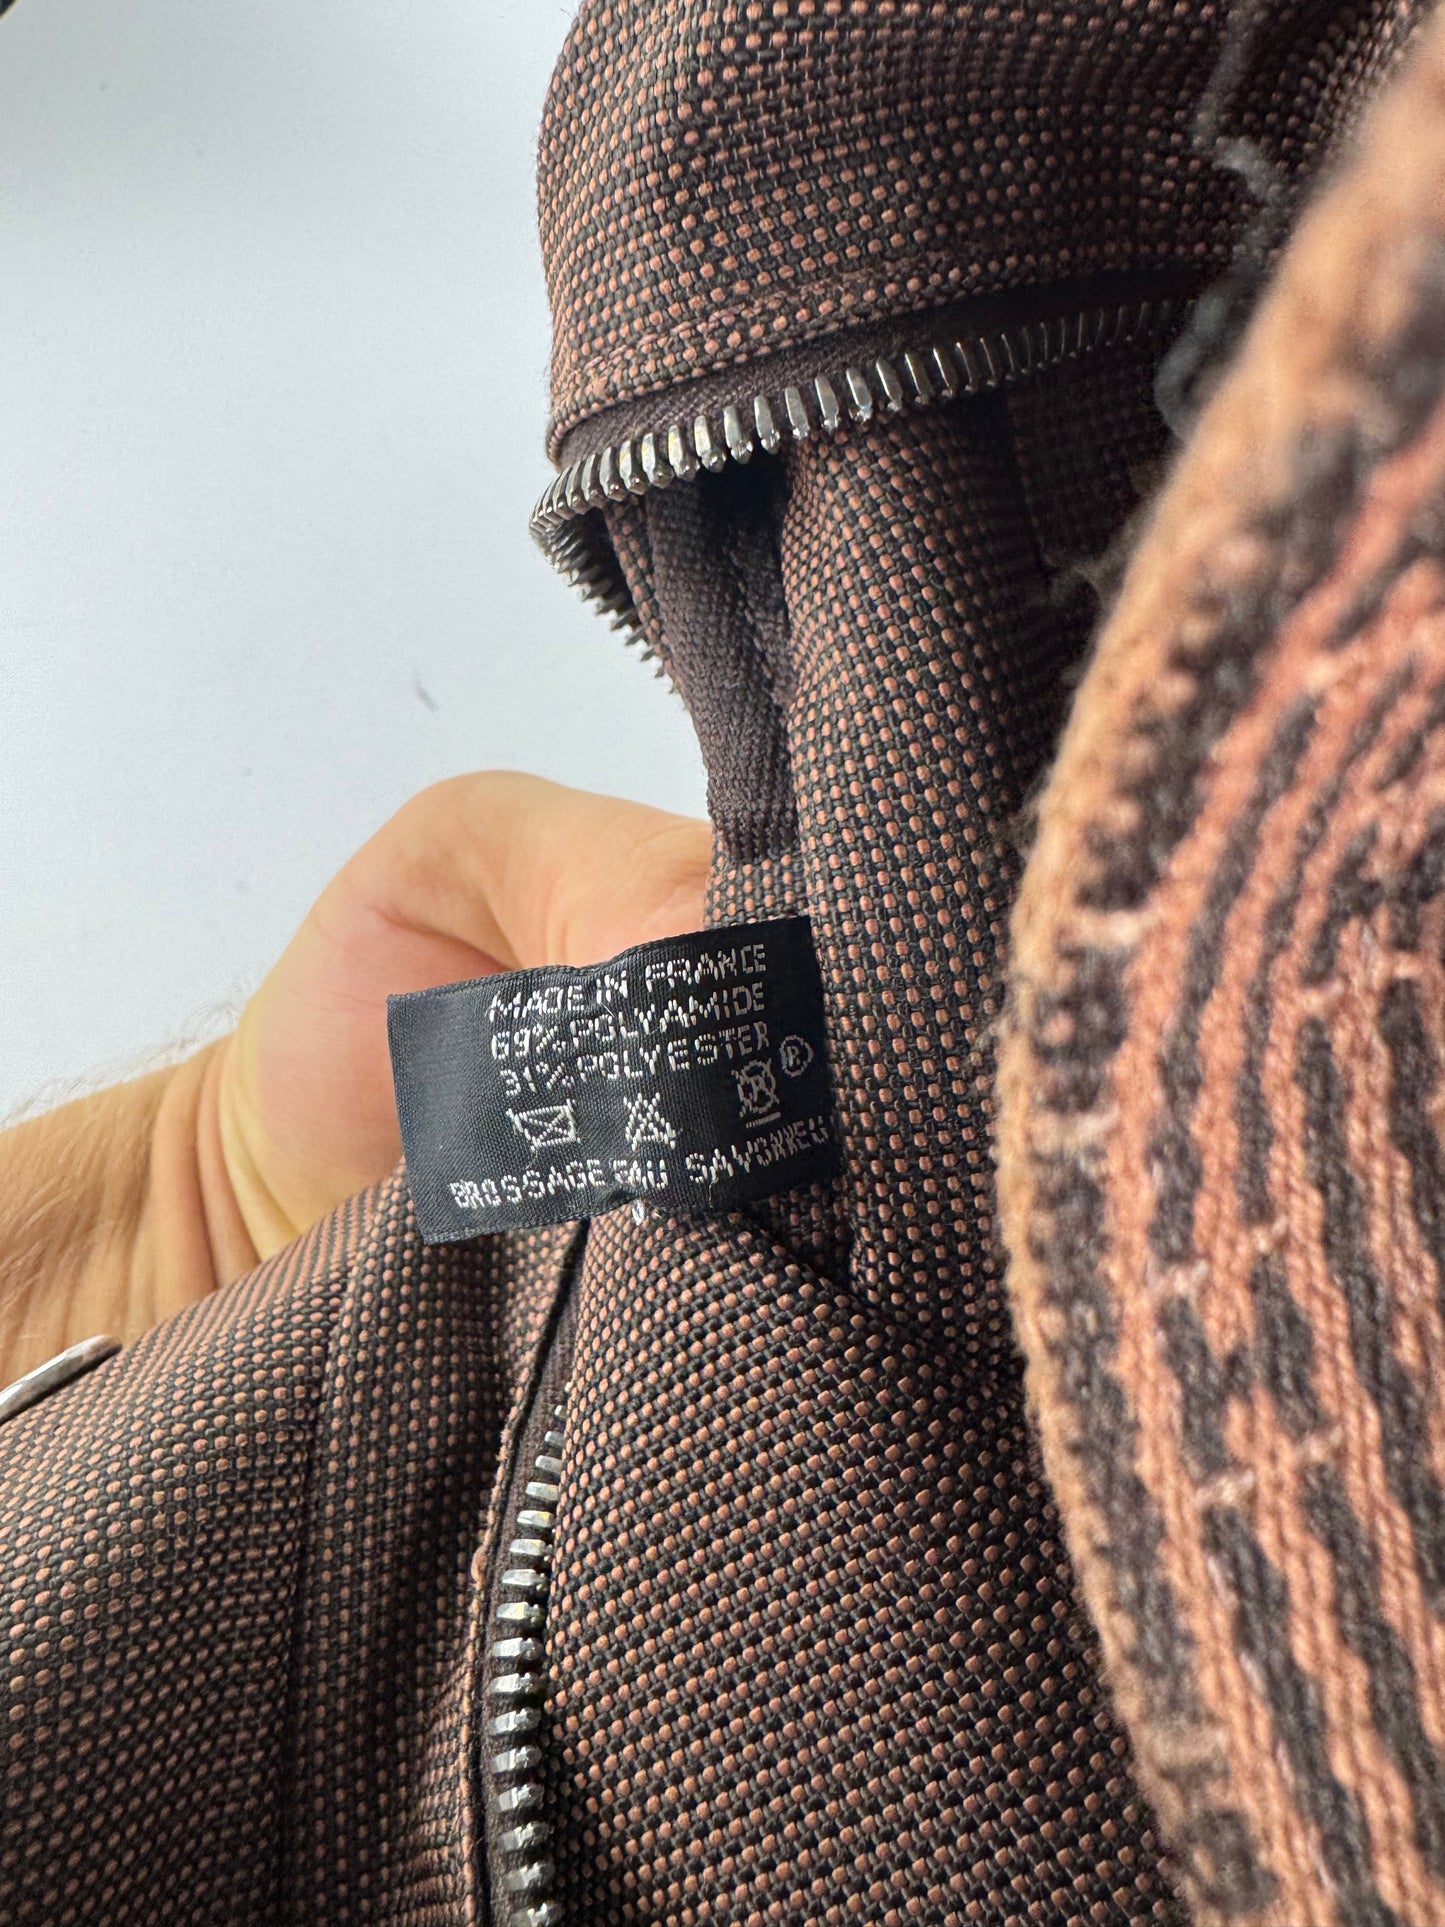 MADE IN FRANCE
69% POLYAMIDE
31% POLYESTER ®
BROSSAGE EAU SAVONNEU